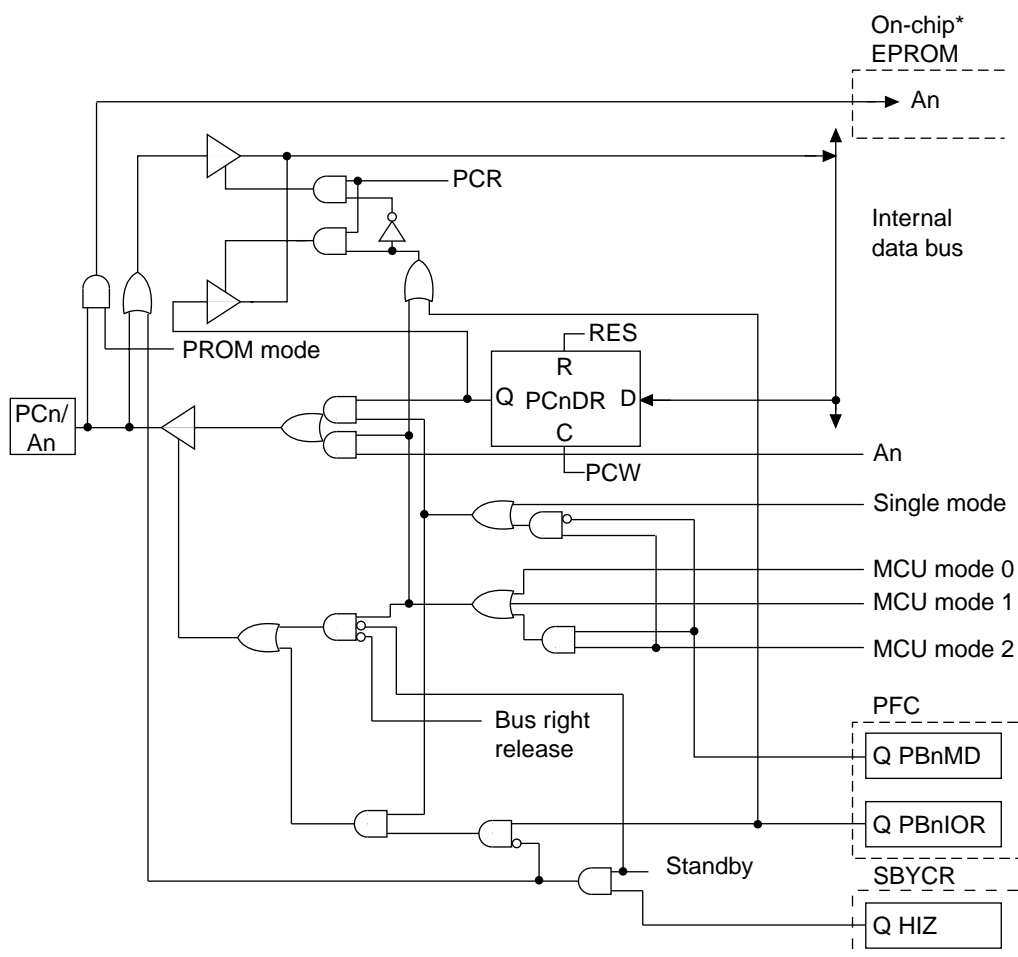 On-chip*
EPROM
An
PCR
Internal
data bus
PROM mode
RES
R
Q
PCnDR
D
C
PCW
PCn/
An
An
Single mode
MCU mode 0
MCU mode 1
MCU mode 2
Bus right
release
PFC
Q PBnMD
Q PBnIOR
Standby
SBYCR
Q HIZ